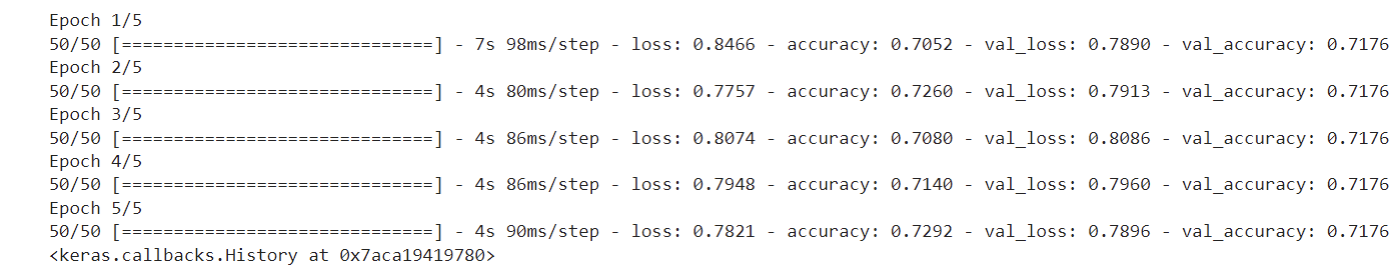 Epoch 1/5
50/50 [==============================] - 7s 98ms/step - loss: 0.8466 - accuracy: 0.7052 - val_loss: 0.7890 - val_accuracy: 0.7176
Epoch 2/5
50/50 [==============================] - 4s 80ms/step - loss: 0.7757 - accuracy: 0.7260 - val_loss: 0.7913 - val_accuracy: 0.7176
Epoch 3/5
50/50 [==============================] - 4s 86ms/step - loss: 0.8074 - accuracy: 0.7080 - val_loss: 0.8086 - val_accuracy: 0.7176
Epoch 4/5
50/50 [==============================] - 4s 86ms/step - loss: 0.7948 - accuracy: 0.7140 - val_loss: 0.7960 - val_accuracy: 0.7176
Epoch 5/5
50/50 [==============================] - 4s 90ms/step - loss: 0.7821 - accuracy: 0.7292 - val_loss: 0.7896 - val_accuracy: 0.7176
<keras.callbacks.History at 0x7aca19419780>